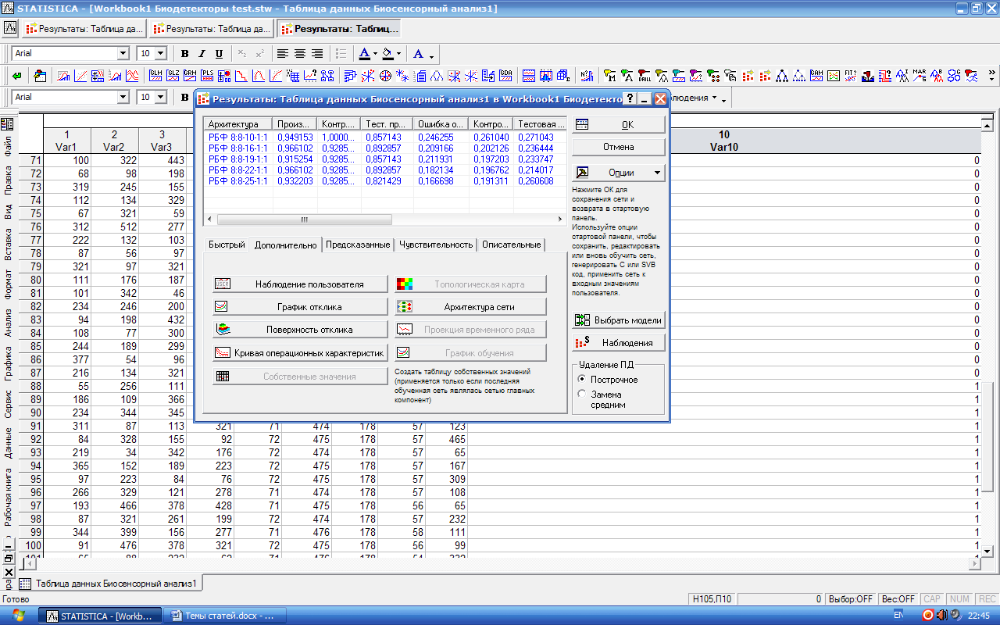 STATISTICA - [Workbook1 Биодетекторы test.stw - Таблица данных Биосенсорный анализ1]
Результаты: Таблица да... Результаты: Таблица да... Результаты: Таблиц...
Arial 10 B I U
GLM GLZ GRM PLS GDA
Arial 10 B
Результаты: Таблица данных Биосенсорный анализ1 в Workbook1 Биодетекто
Архитектура Произ... Контр.... Тест. пр... Ошибка о... Контро... Тестовая ...
РБФ 8:8-10-1:1 0,949153 1,0000... 0,857143 0,246255 0,261040 0,271043
РБФ 8:8-16-1:1 0,966102 0,9285... 0,892857 0,209166 0,202126 0,236444
РБФ 8:8-19-1:1 0,915254 0,9285... 0,857143 0,211931 0,197203 0,233747
РБФ 8:8-22-1:1 0,966102 0,9285... 0,892857 0,182134 0,196762 0,214017
РБФ 8:8-25-1:1 0,932203 0,9285... 0,821429 0,166698 0,191311 0,260608
OK
Отмена
Опции
Нажмите ОК для
сохранения сети и
возврата в стартовую
панель.
Используйте опции
стартовой панели, чтобы
сохранить, редактировать
или вновь обучить сеть,
генерировать С или SVB
код, применить сеть к
входным значениям
пользователя.
Выбрать модели
Наблюдения
Удаление ПД
Построчное
Замена
средним
Быстрый Дополнительно Предсказанные Чувствительность Описательные
Наблюдение пользователя Топологическая карта
График отклика Архитектура сети
Поверхность отклика Проекция временного ряда
Кривая операционных характеристик График обучения
Собственные значения
Создать таблицу собственных значений
(применяется только если последняя
обученная сеть являлась сетью главных
компонент)
Файл
Правка
Вид
Вставка
Формат
Анализ
Графика
Сервис
Данные
Рабочая книга
1 2 3 10
Var1 Var2 Var3 Var10
71 100 322 443 0
72 68 98 198 0
73 319 245 155 0
74 112 134 329 0
75 67 321 59 0
76 312 512 277 0
77 222 132 103 0
78 87 56 97 0
79 321 97 321 0
80 111 176 187 0
81 101 342 46 0
82 234 246 200 0
83 94 198 432 0
84 108 77 300 0
85 244 189 299 0
86 377 54 96 0
87 216 134 321 0
88 55 256 111 1
89 186 109 366 1
90 234 344 345 1
91 311 87 113 321 71 474 178 57 123 1
92 84 328 155 92 72 475 178 57 465 1
93 219 34 342 176 72 474 178 57 65 1
94 365 152 189 223 72 474 178 57 167 1
95 97 223 84 76 72 475 178 57 309 1
96 266 329 121 278 71 474 178 57 108 1
97 193 466 378 428 71 475 178 56 65 1
98 87 321 261 199 72 474 178 57 232 1
99 344 399 156 277 71 476 178 58 111 1
100 91 476 378 321 72 475 178 56 99 1
Таблица данных Биосенсорный анализ1
Готово Н105,П10 0 Выбор:OFF Вес:OFF CAP NUM REC
STATISTICA - [Workb... Темы статей.docx - ... EN 22:45